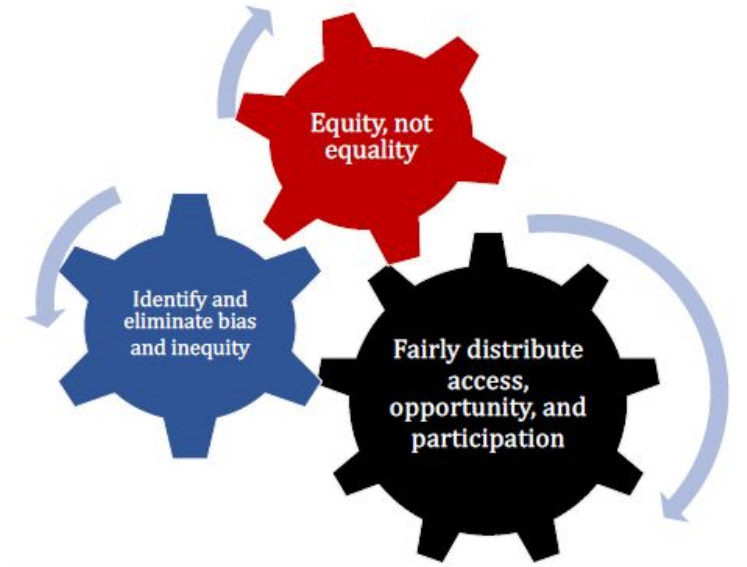 Equity, not
equality
Identify and
eliminate bias
and inequity
Fairly distribute
access,
opportunity, and
participation